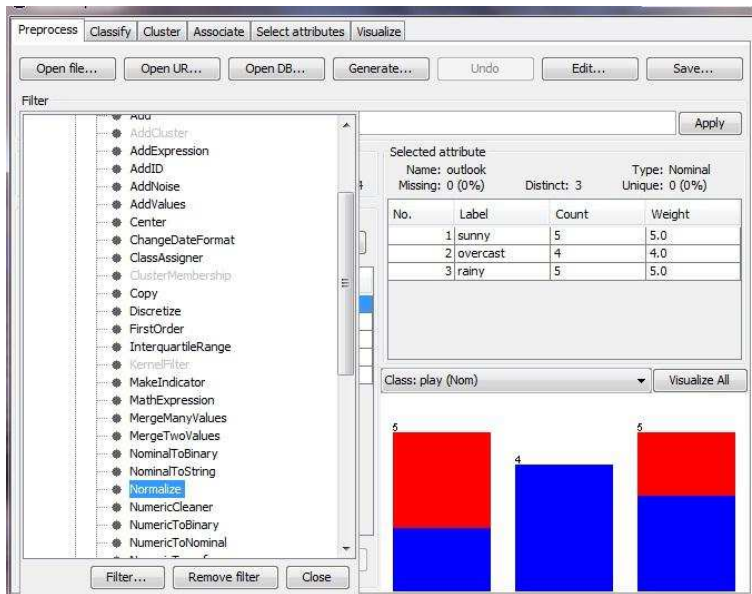 Preprocess Classify Cluster Associate Select attributes Visualize
Open file... Open UR... Open DB... Generate... Undo Edit... Save...
Filter
Add
AddCluster
AddExpression
AddID
AddNoise
AddValues
Center
ChangeDateFormat
ClassAssigner
ClusterMembership
Copy
Discretize
FirstOrder
InterquartileRange
KernelFilter
MakeIndicator
MathExpression
MergeManyValues
MergeTwoValues
NominalToBinary
NominalToString
Normalize
NumericCleaner
NumericToBinary
NumericToNominal
Filter... Remove filter Close
Apply
Selected attribute
Name: outlook Type: Nominal
Missing: 0 (0%) Distinct: 3 Unique: 0 (0%)
No. Label Count Weight
1 sunny 5 5.0
2 overcast 4 4.0
3 rainy 5 5.0
Class: play (Nom) Visualize All
5 4 5